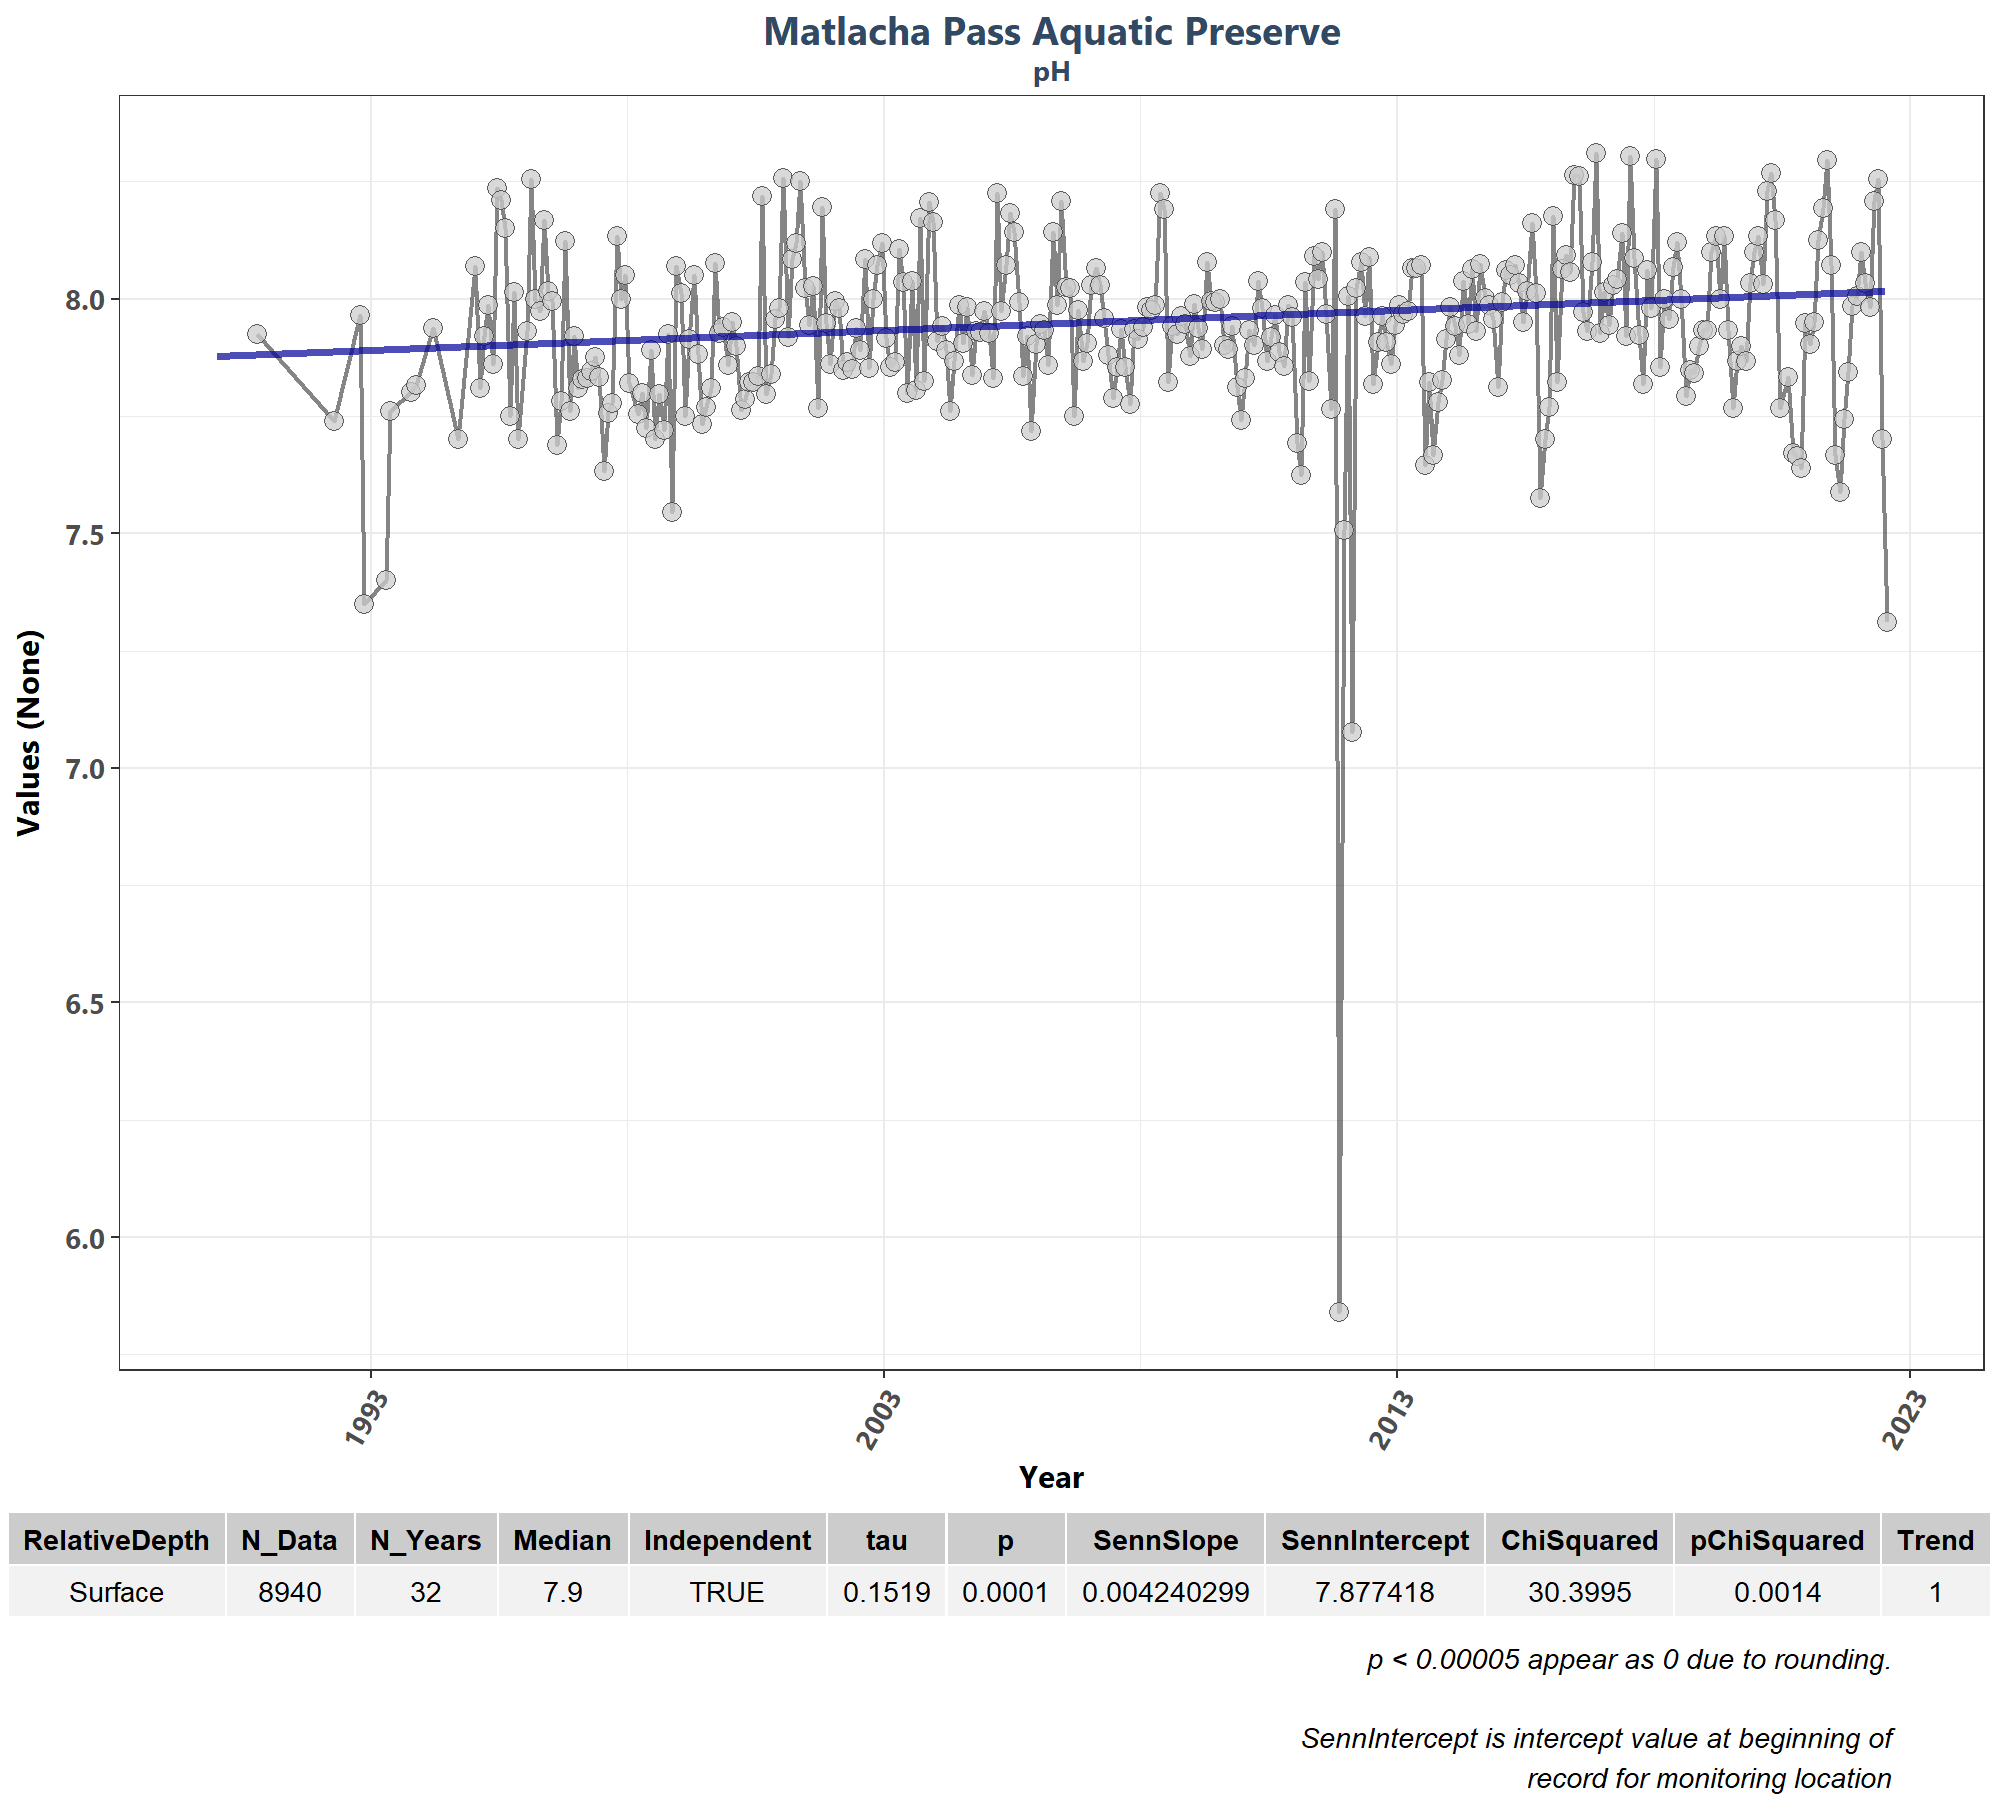 Matlacha Pass Aquatic Preserve
pH
Values (None)
8.0
7.5
7.0
6.5
6.0
1993 2003 2013 2023
Year
RelativeDepth N_Data N_Years Median Independent tau p SennSlope SennIntercept ChiSquared pChiSquared Trend
Surface 8940 32 7.9 TRUE 0.1519 0.0001 0.004240299 7.877418 30.3995 0.0014 1
p < 0.00005 appear as 0 due to rounding.
SennIntercept is intercept value at beginning of
record for monitoring location